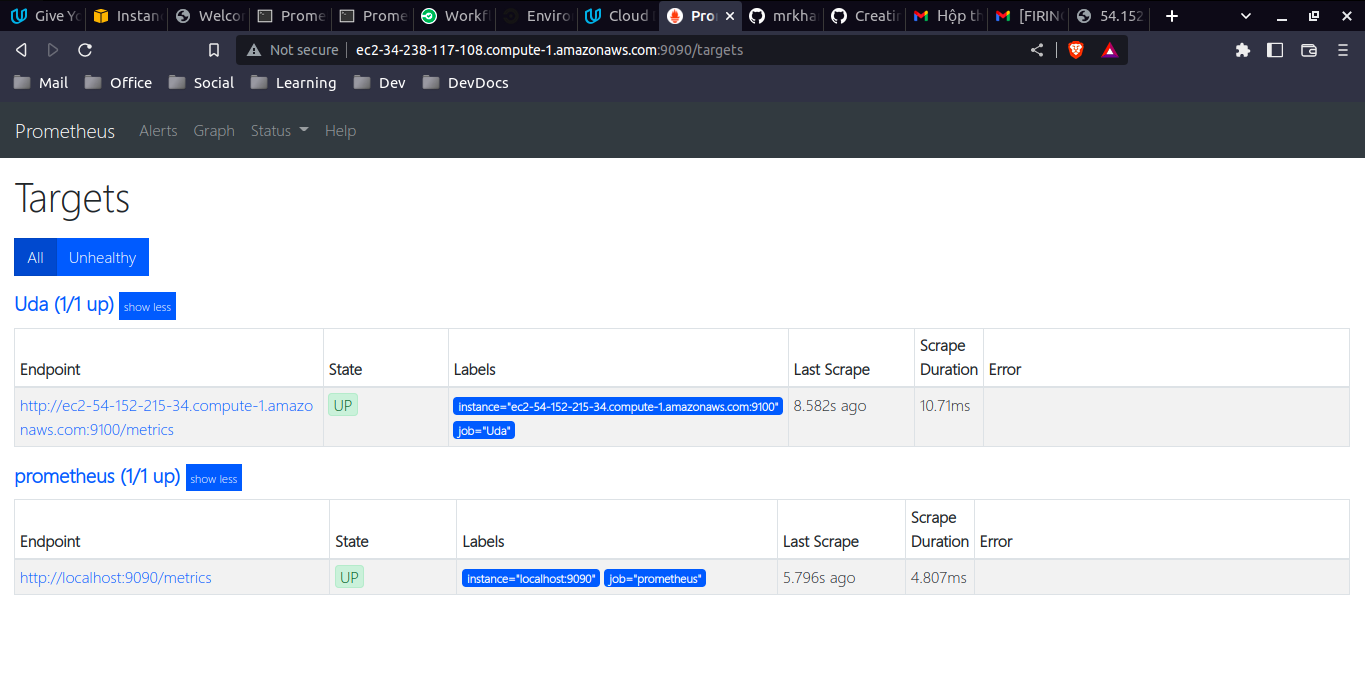 Give Yo
Instan
Welcom
Prome
Prome
Workfl
Enviro
Cloud
Pro
mrkha
Creatin
Hộp th
[FIRING
54.152
Not secure
ec2-34-238-117-108.compute-1.amazonaws.com:9090/targets
Mail
Office
Social
Learning
Dev
DevDocs
Prometheus
Alerts
Graph
Status
Help
Targets
All
Unhealthy
Uda (1/1 up) show less
Endpoint
State
Labels
Last Scrape
Scrape
Duration
Error
http://ec2-54-152-215-34.compute-1.amazo
naws.com:9100/metrics
UP
instance="ec2-54-152-215-34.compute-1.amazonaws.com:9100"
job="Uda"
8.582s ago
10.71ms
prometheus (1/1 up) show less
Endpoint
State
Labels
Last Scrape
Scrape
Duration
Error
http://localhost:9090/metrics
UP
instance="localhost:9090" job="prometheus"
5.796s ago
4.807ms